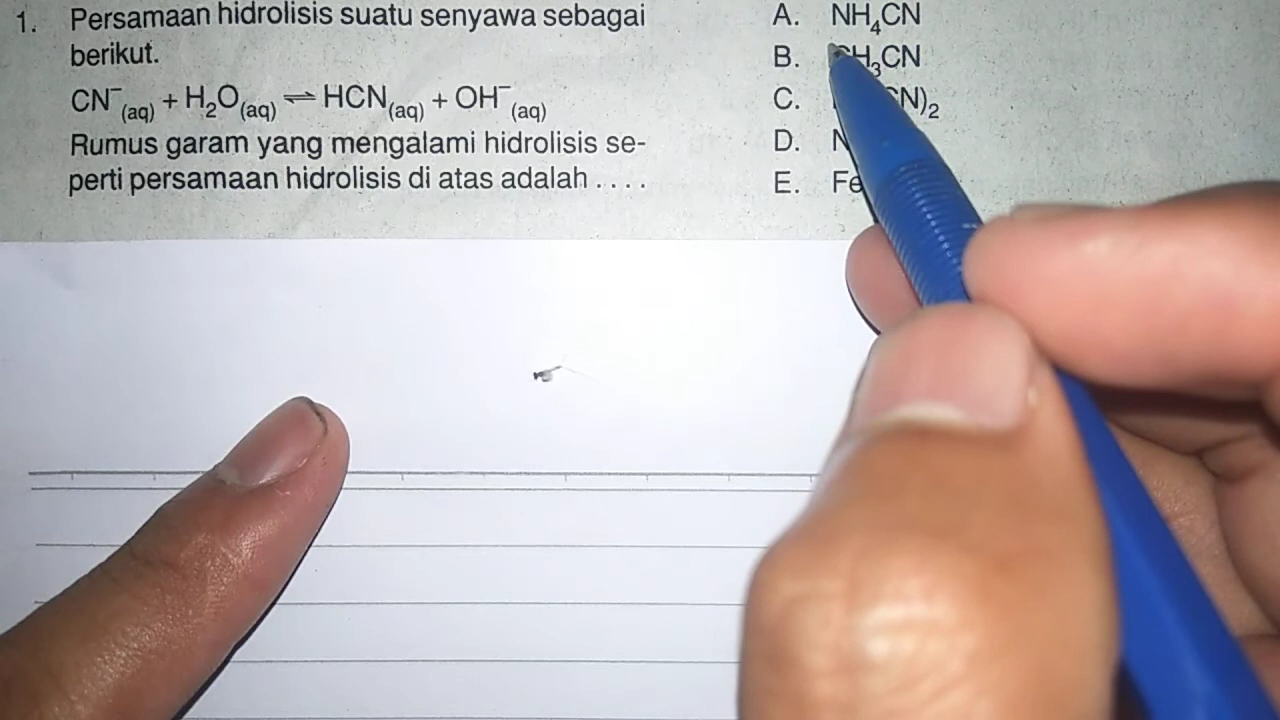 1. Persamaan hidrolisis suatu senyawa sebagai
berikut.
CN⁻(aq) + H₂O(aq) ⇌ HCN(aq) + OH⁻(aq)
Rumus garam yang mengalami hidrolisis se-
perti persamaan hidrolisis di atas adalah . . . .
A. NH₄CN
B. CH₃CN
C.
D.
E.